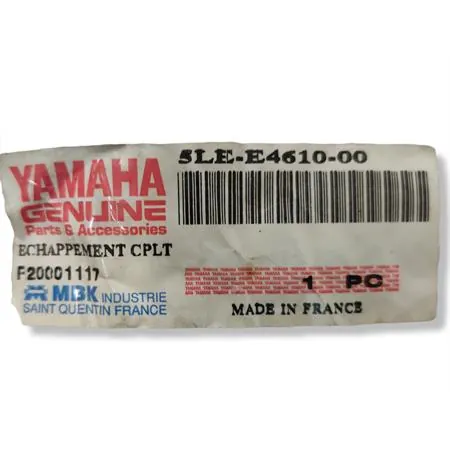 5LE-E4610-00
YAMAHA
GENUINE
Parts & Accessories
ECHAPPEMENT CPLT
F20001117
1 PC
MBK INDUSTRIE
SAINT QUENTIN FRANCE
MADE IN FRANCE